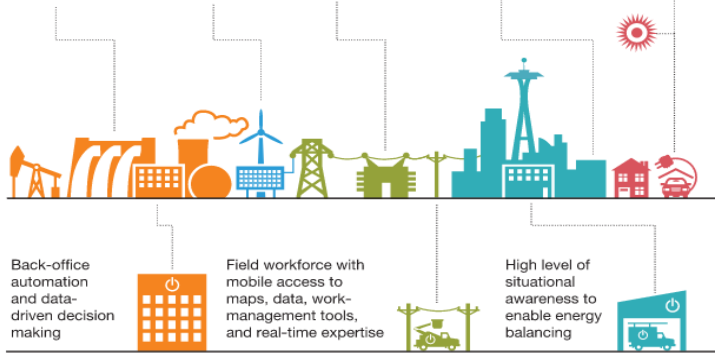 Back-office
automation
and data-
driven decision
making
Field workforce with
mobile access to
maps, data, work-
management tools,
and real-time expertise
High level of
situational
awareness to
enable energy
balancing